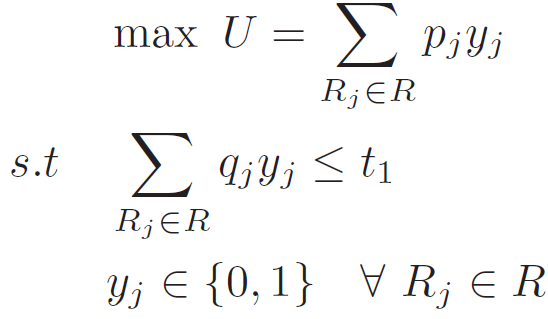 max U = ∑_{R_j∈R} p_j y_j
s.t ∑_{R_j∈R} q_j y_j ≤ t_1
y_j ∈ {0, 1} ∀ R_j ∈ R